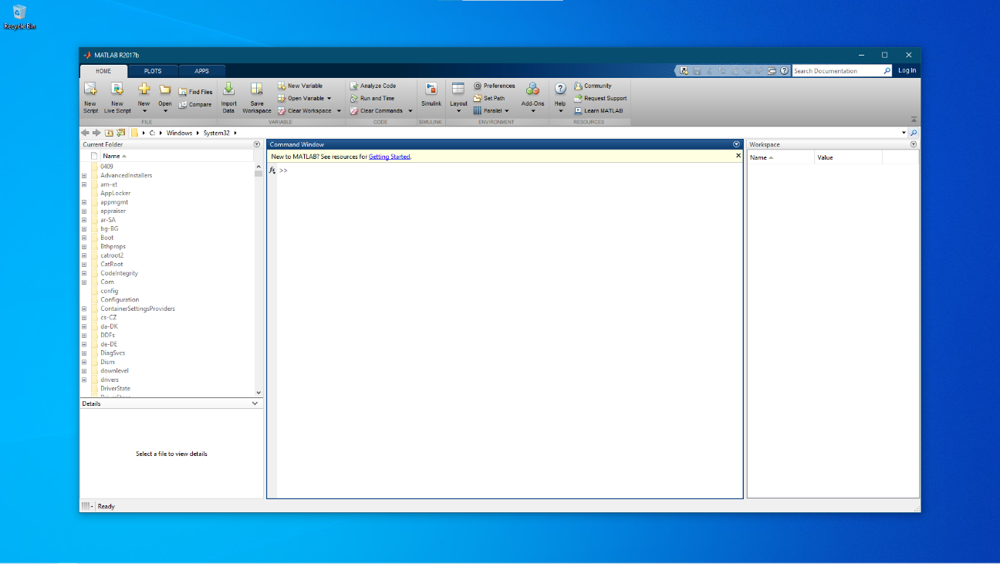 Recycle Bin
MATLAB R2017b
HOME PLOTS APPS
Search Documentation Log In
New Script
New Live Script
New
Open
Find Files
Compare
FILE
Import Data
Save Workspace
New Variable
Open Variable
Clear Workspace
VARIABLE
Analyze Code
Run and Time
Clear Commands
CODE
Simulink
SIMULINK
Layout
Preferences
Set Path
Parallel
Add-Ons
ENVIRONMENT
Help
Community
Request Support
Learn MATLAB
RESOURCES
C: Windows System32
Current Folder
Name
0409
AdvancedInstallers
am-et
AppLocker
appmgmt
appraiser
ar-SA
bg-BG
Boot
Bthprops
catroot2
CatRoot
CodeIntegrity
Com
config
Configuration
ContainerSettingsProviders
cs-CZ
da-DK
DDFs
de-DE
DiagSvcs
Dism
downlevel
drivers
DriverState
Details
Select a file to view details
Command Window
New to MATLAB? See resources for Getting Started.
fx >>
Workspace
Name Value
Ready